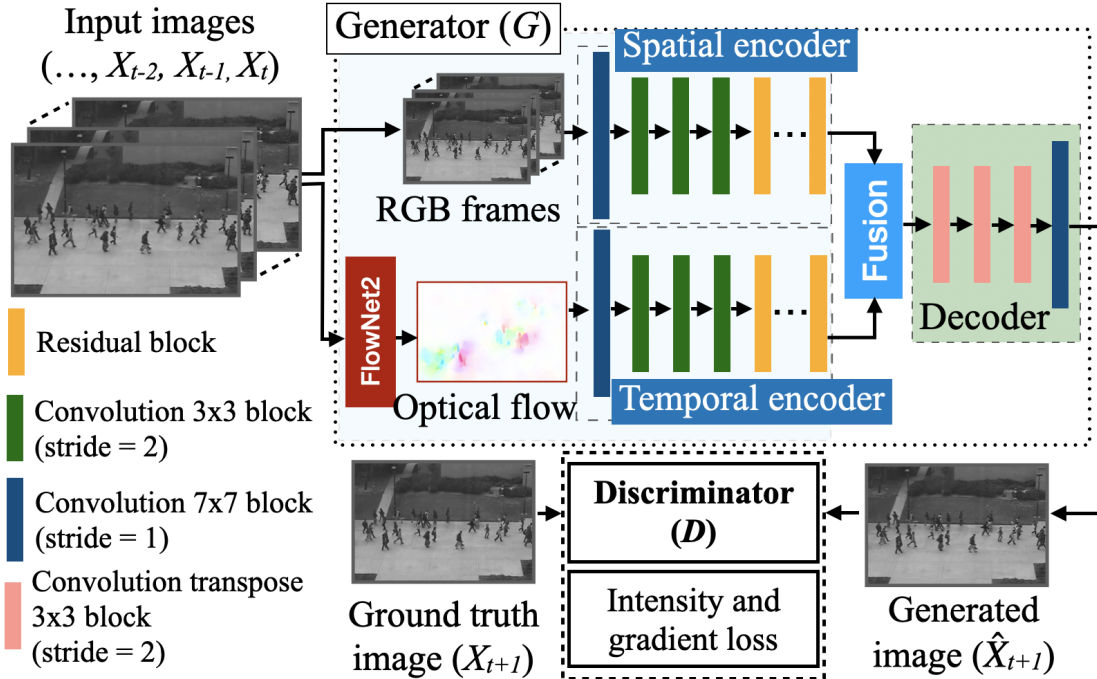 Input images
(…, Xt-2, Xt-1, Xt)
Generator (G)
Spatial encoder
RGB frames
FlowNet2
Optical flow
Temporal encoder
Fusion
Decoder
Residual block
Convolution 3x3 block
(stride = 2)
Convolution 7x7 block
(stride = 1)
Convolution transpose
3x3 block
(stride = 2)
Ground truth
image (Xt+1)
Discriminator
(D)
Intensity and
gradient loss
Generated
image (X̂t+1)